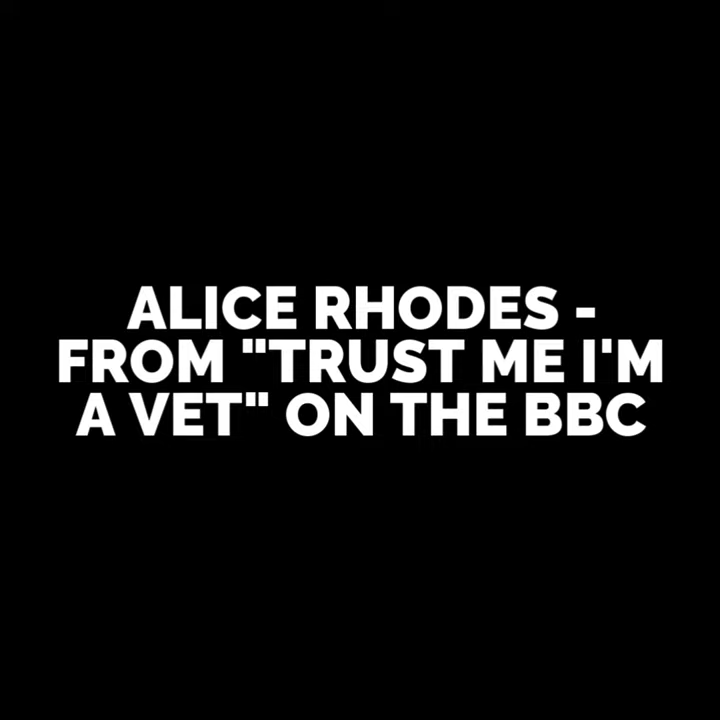 ALICE RHODES -
FROM "TRUST ME I'M
A VET" ON THE BBC